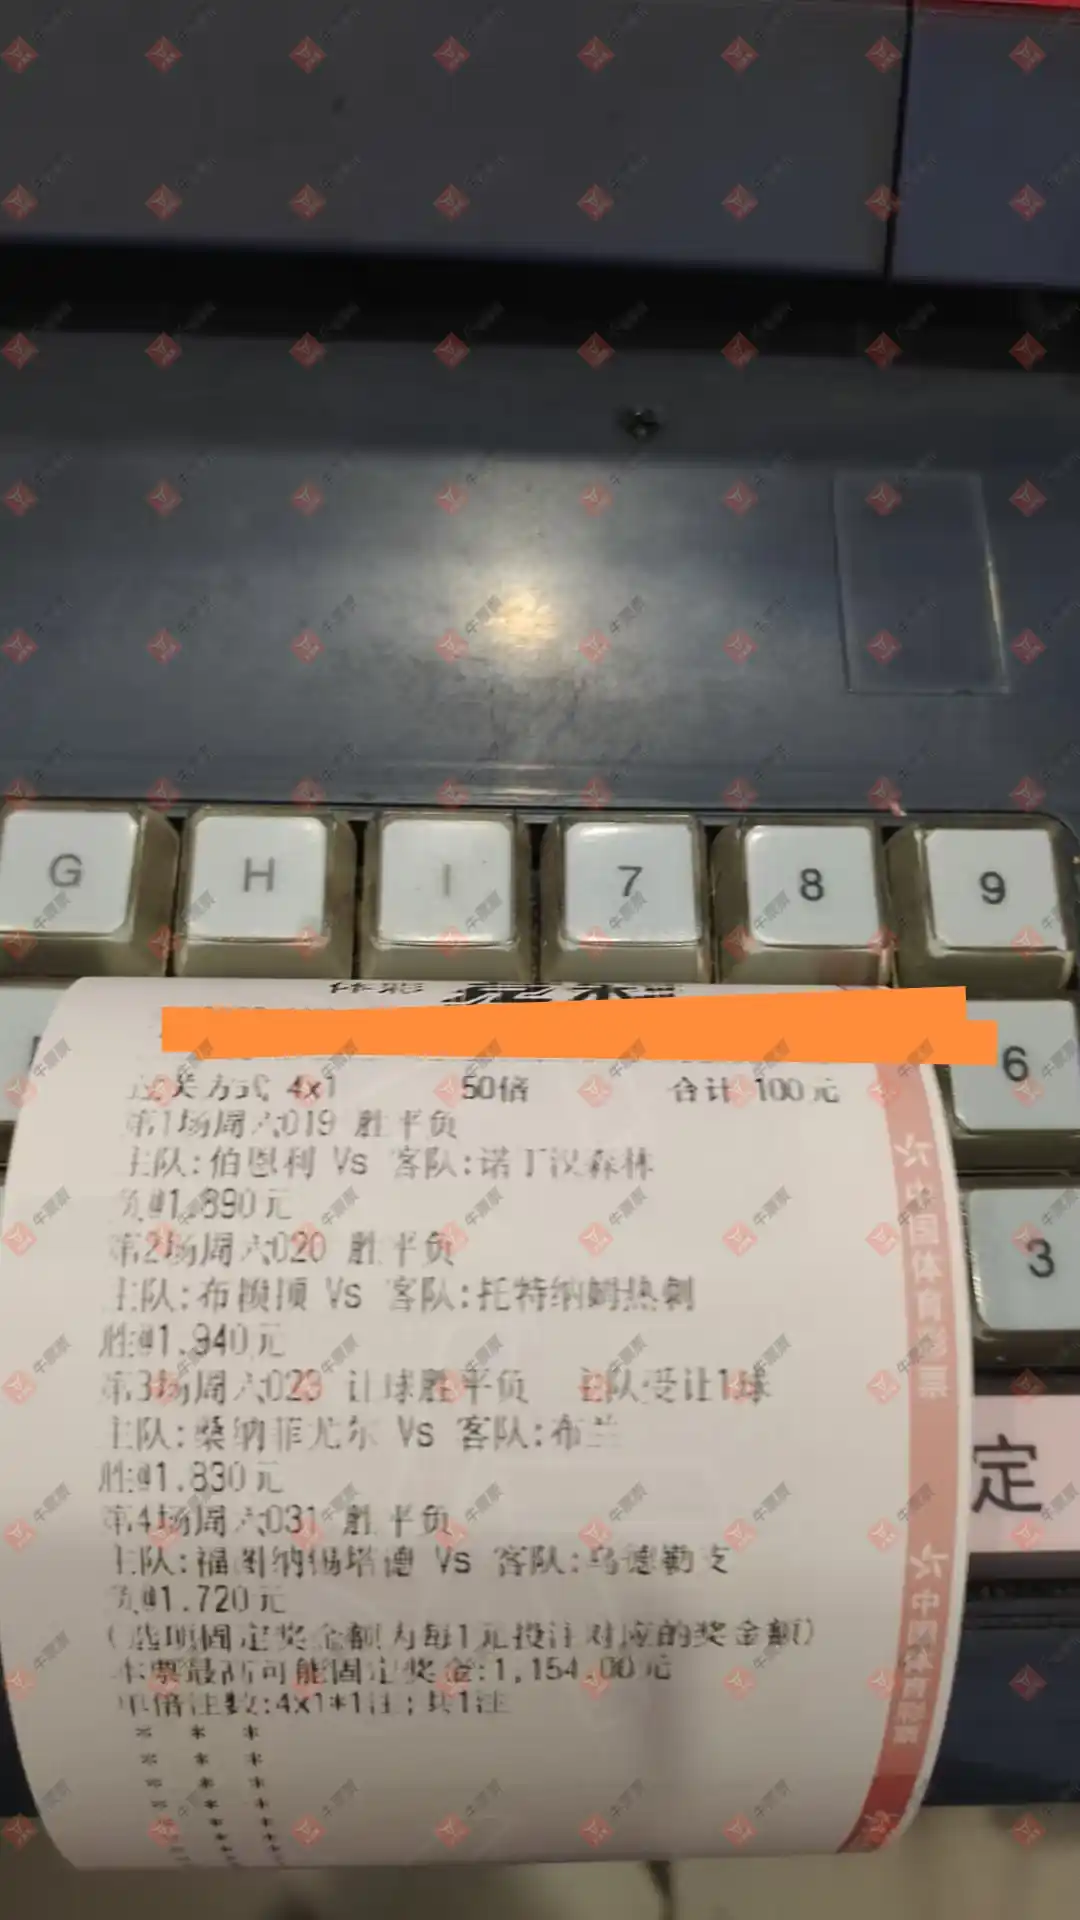 G H I 7 8 9
6
过关方式 4x1 50倍 合计 100元
第1场周六019 胜平负
主队:伯恩利 Vs 客队:诺丁汉森林
负@1.890元
第2场周六020 胜平负
主队:布赖顿 Vs 客队:托特纳姆热刺
3
胜@1.940元
第3场周六023 让球胜平负 主队受让1球
主队:桑纳菲尤尔 Vs 客队:布兰
定
胜@1.830元
第4场周六031 胜平负
主队:福图纳锡塔德 Vs 客队:乌德勒支
负@1.720元
(选项固定奖金额为每1元投注对应的奖金额)
本票最高可能固定奖金:1,154.00元
单倍注数:4x1*1注;共1注
* * *
* * *
* * *
* * *
中国体育彩票
中国体育彩票
牛票票